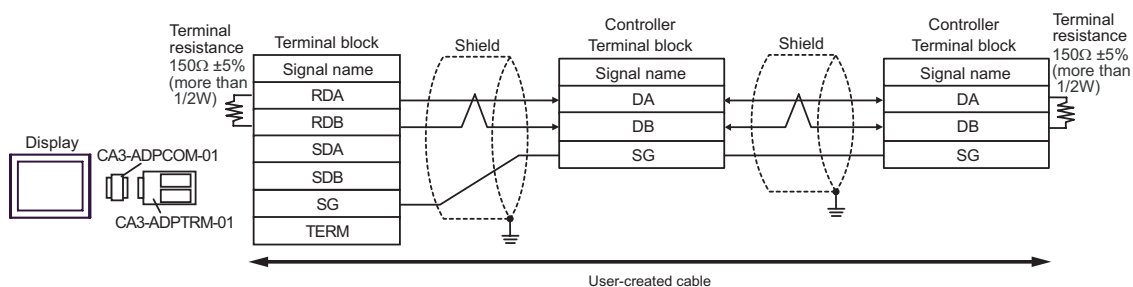 Display
CA3-ADPCOM-01
CA3-ADPTRM-01
Terminal
resistance
150Ω ±5%
(more than
1/2W)
Terminal block
Signal name
RDA
RDB
SDA
SDB
SG
TERM
Shield
Controller
Terminal block
Signal name
DA
DB
SG
Shield
Controller
Terminal block
Signal name
DA
DB
SG
Terminal
resistance
150Ω ±5%
(more than
1/2W)
User-created cable